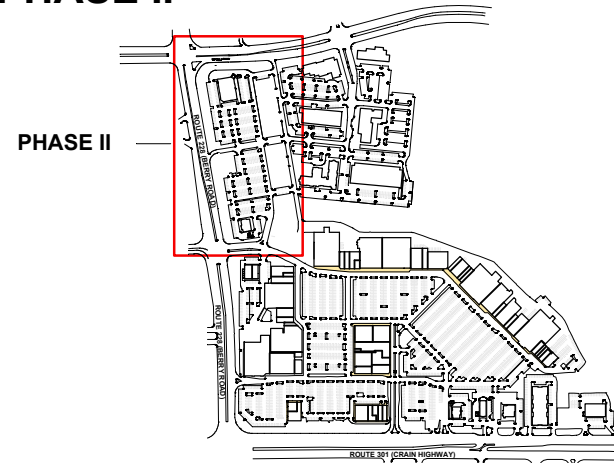 PHASE II
PHASE II
ROUTE 228 (BERRY ROAD)
ROUTE 228 (BERRY ROAD)
ROUTE 301 (CRAIN HIGHWAY)